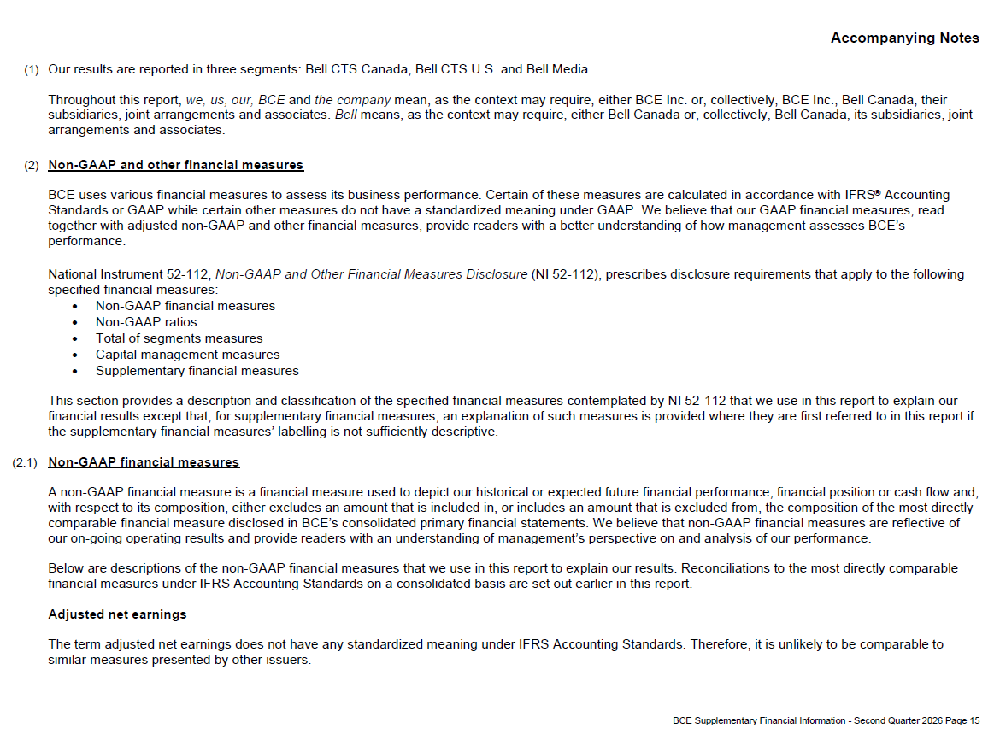 Accompanying Notes
(1) Our results are reported in three segments: Bell CTS Canada, Bell CTS U.S. and Bell Media.
Throughout this report, we, us, our, BCE and the company mean, as the context may require, either BCE Inc. or, collectively, BCE Inc., Bell Canada, their
subsidiaries, joint arrangements and associates. Bell means, as the context may require, either Bell Canada or, collectively, Bell Canada, its subsidiaries, joint
arrangements and associates.
(2) Non-GAAP and other financial measures
BCE uses various financial measures to assess its business performance. Certain of these measures are calculated in accordance with IFRS® Accounting
Standards or GAAP while certain other measures do not have a standardized meaning under GAAP. We believe that our GAAP financial measures, read
together with adjusted non-GAAP and other financial measures, provide readers with a better understanding of how management assesses BCE’s
performance.
National Instrument 52-112, Non-GAAP and Other Financial Measures Disclosure (NI 52-112), prescribes disclosure requirements that apply to the following
specified financial measures:
• Non-GAAP financial measures
• Non-GAAP ratios
• Total of segments measures
• Capital management measures
• Supplementary financial measures
This section provides a description and classification of the specified financial measures contemplated by NI 52-112 that we use in this report to explain our
financial results except that, for supplementary financial measures, an explanation of such measures is provided where they are first referred to in this report if
the supplementary financial measures’ labelling is not sufficiently descriptive.
(2.1) Non-GAAP financial measures
A non-GAAP financial measure is a financial measure used to depict our historical or expected future financial performance, financial position or cash flow and,
with respect to its composition, either excludes an amount that is included in, or includes an amount that is excluded from, the composition of the most directly
comparable financial measure disclosed in BCE’s consolidated primary financial statements. We believe that non-GAAP financial measures are reflective of
our on-going operating results and provide readers with an understanding of management’s perspective on and analysis of our performance.
Below are descriptions of the non-GAAP financial measures that we use in this report to explain our results. Reconciliations to the most directly comparable
financial measures under IFRS Accounting Standards on a consolidated basis are set out earlier in this report.
Adjusted net earnings
The term adjusted net earnings does not have any standardized meaning under IFRS Accounting Standards. Therefore, it is unlikely to be comparable to
similar measures presented by other issuers.
BCE Supplementary Financial Information - Second Quarter 2026 Page 15